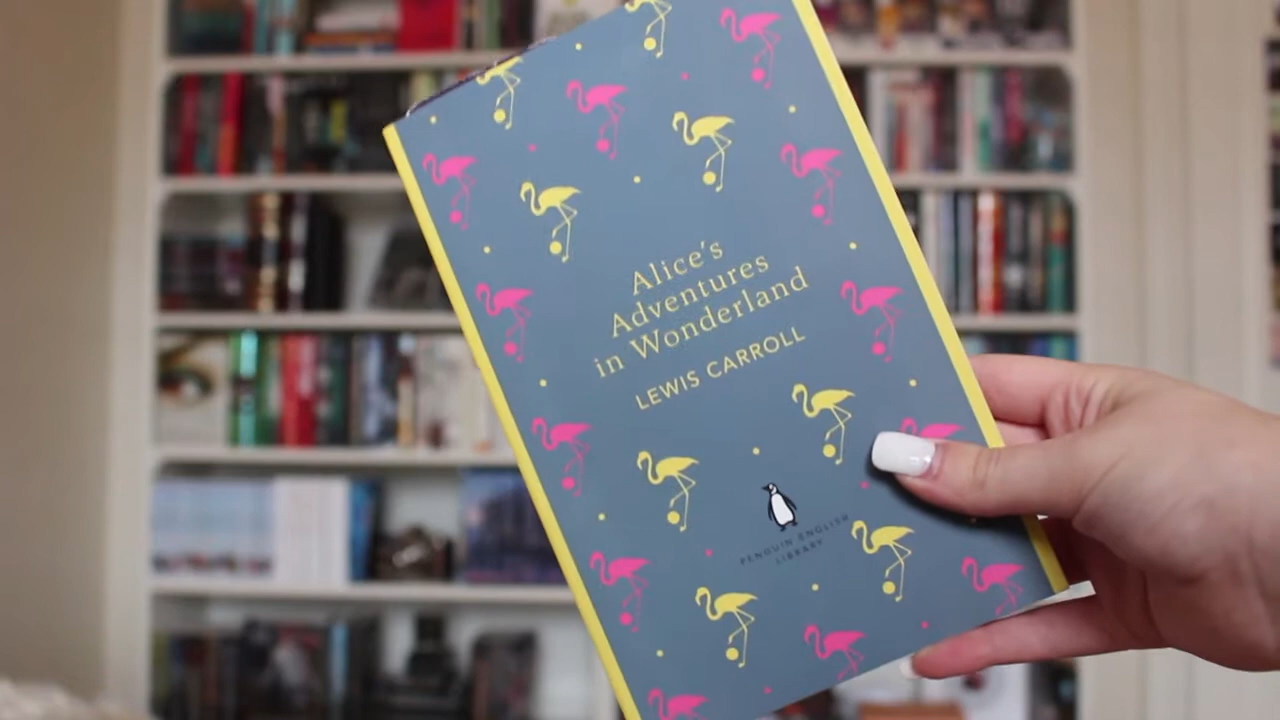 Alice's
Adventures
in Wonderland
LEWIS CARROLL
PENGUIN ENGLISH
LIBRARY